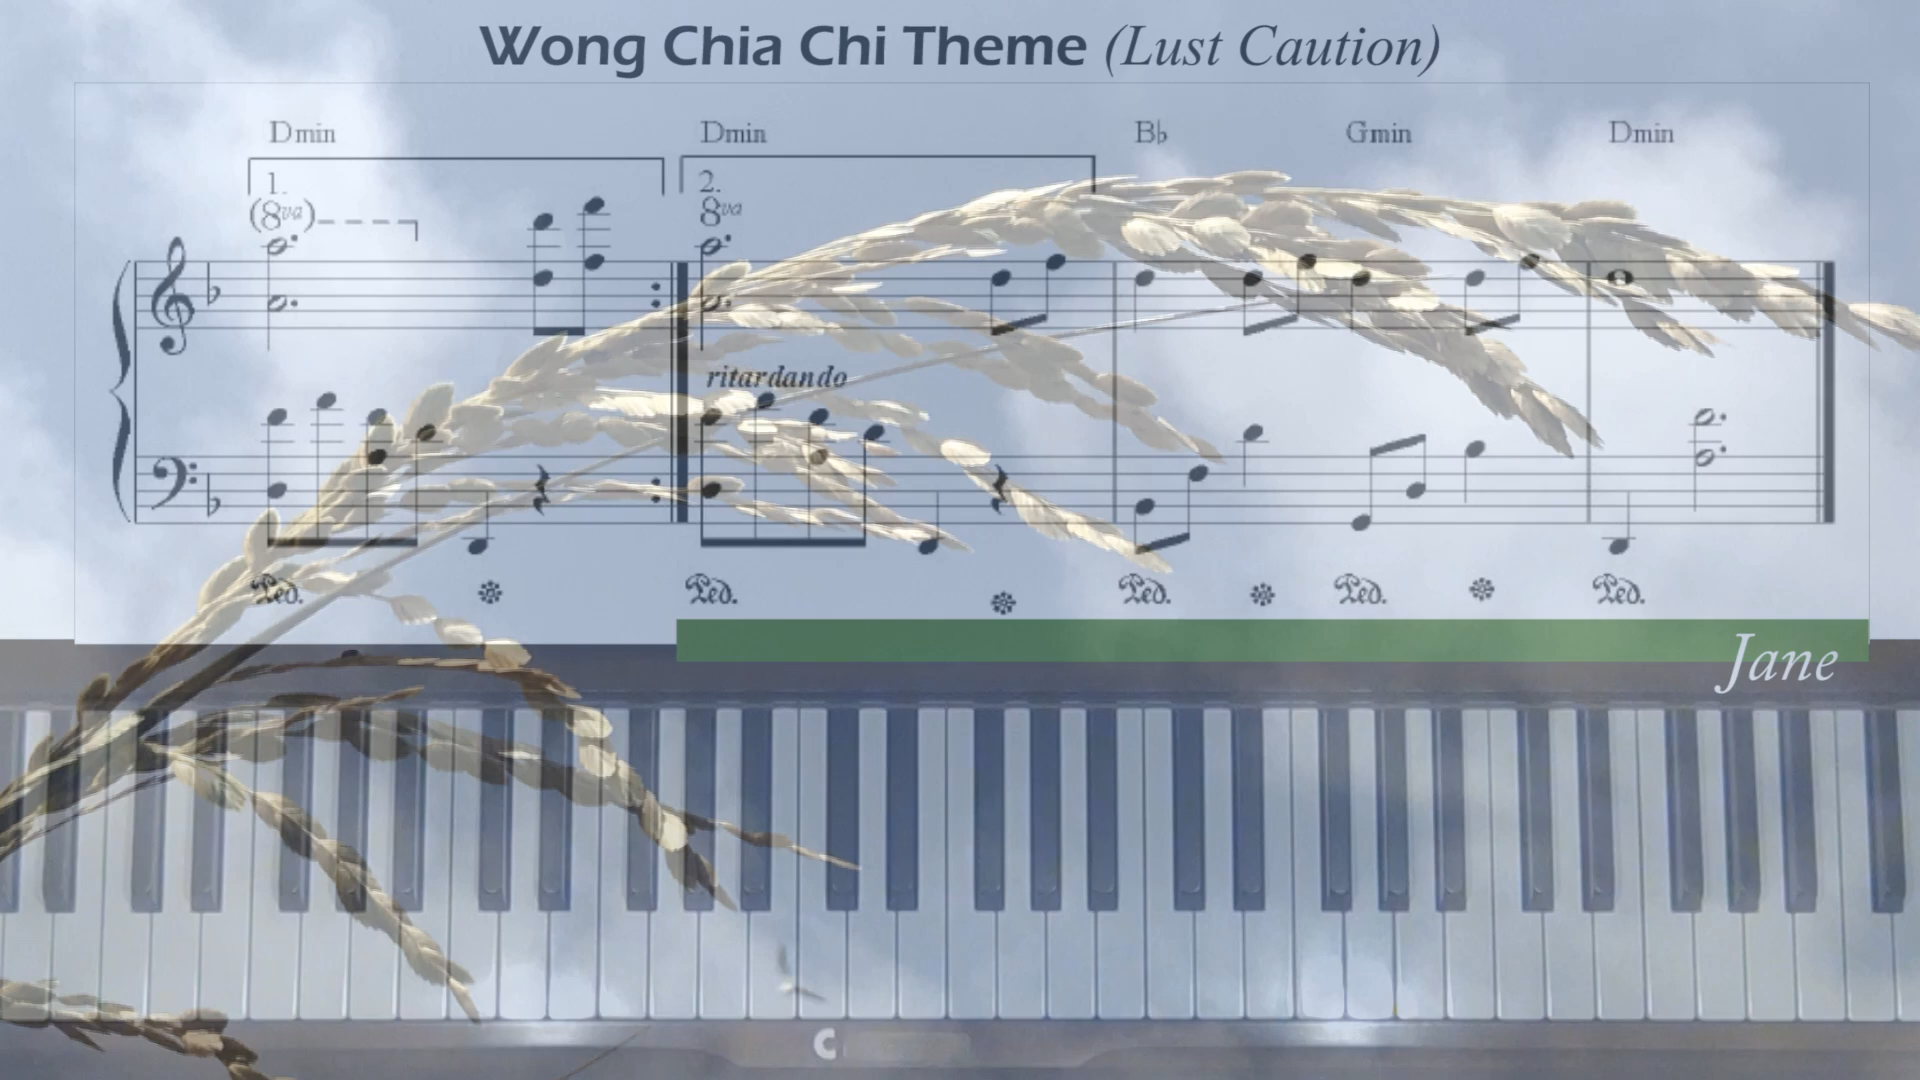 Wong Chia Chi Theme (Lust Caution)
Dmin Dmin B♭ Gmin Dmin
1. 2.
(8va) 8va
ritardando
Ped. Ped. Ped. Ped. Ped.
Jane
C